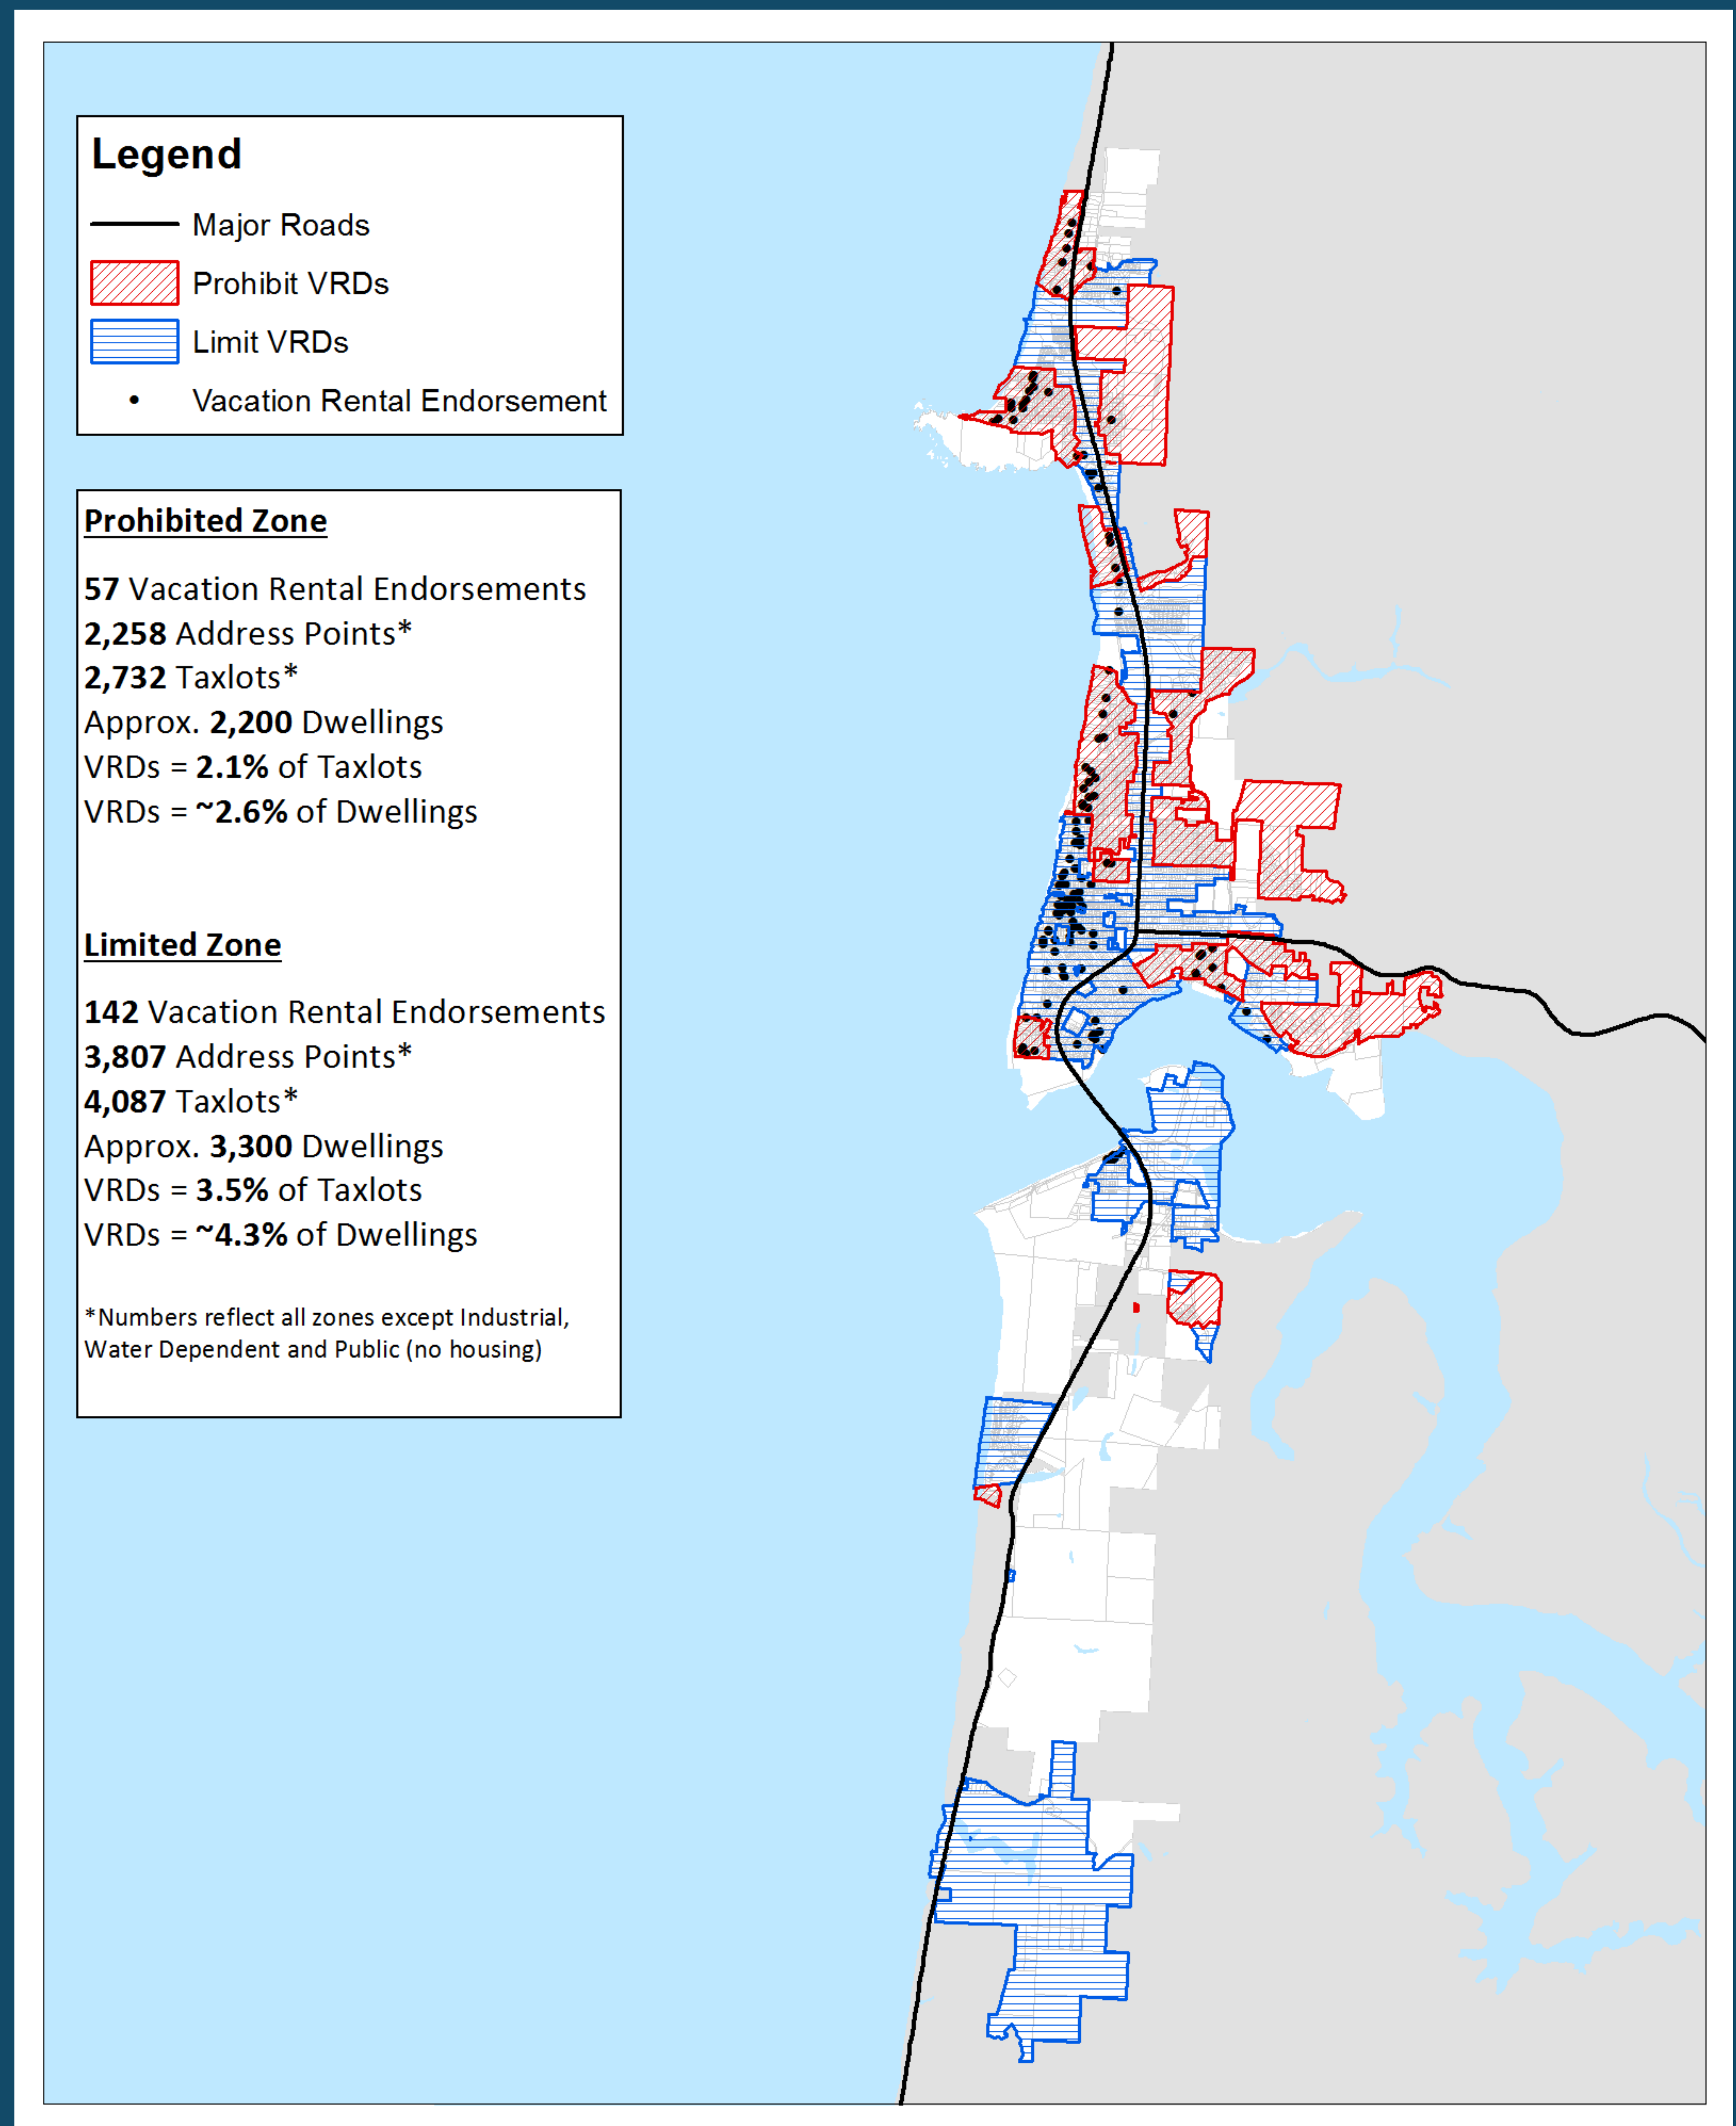 Legend
Major Roads
Prohibit VRDs
Limit VRDs
Vacation Rental Endorsement
Prohibited Zone
57 Vacation Rental Endorsements
2,258 Address Points*
2,732 Taxlots*
Approx. 2,200 Dwellings
VRDs = 2.1% of Taxlots
VRDs = ~2.6% of Dwellings
Limited Zone
142 Vacation Rental Endorsements
3,807 Address Points*
4,087 Taxlots*
Approx. 3,300 Dwellings
VRDs = 3.5% of Taxlots
VRDs = ~4.3% of Dwellings
*Numbers reflect all zones except Industrial,
Water Dependent and Public (no housing)